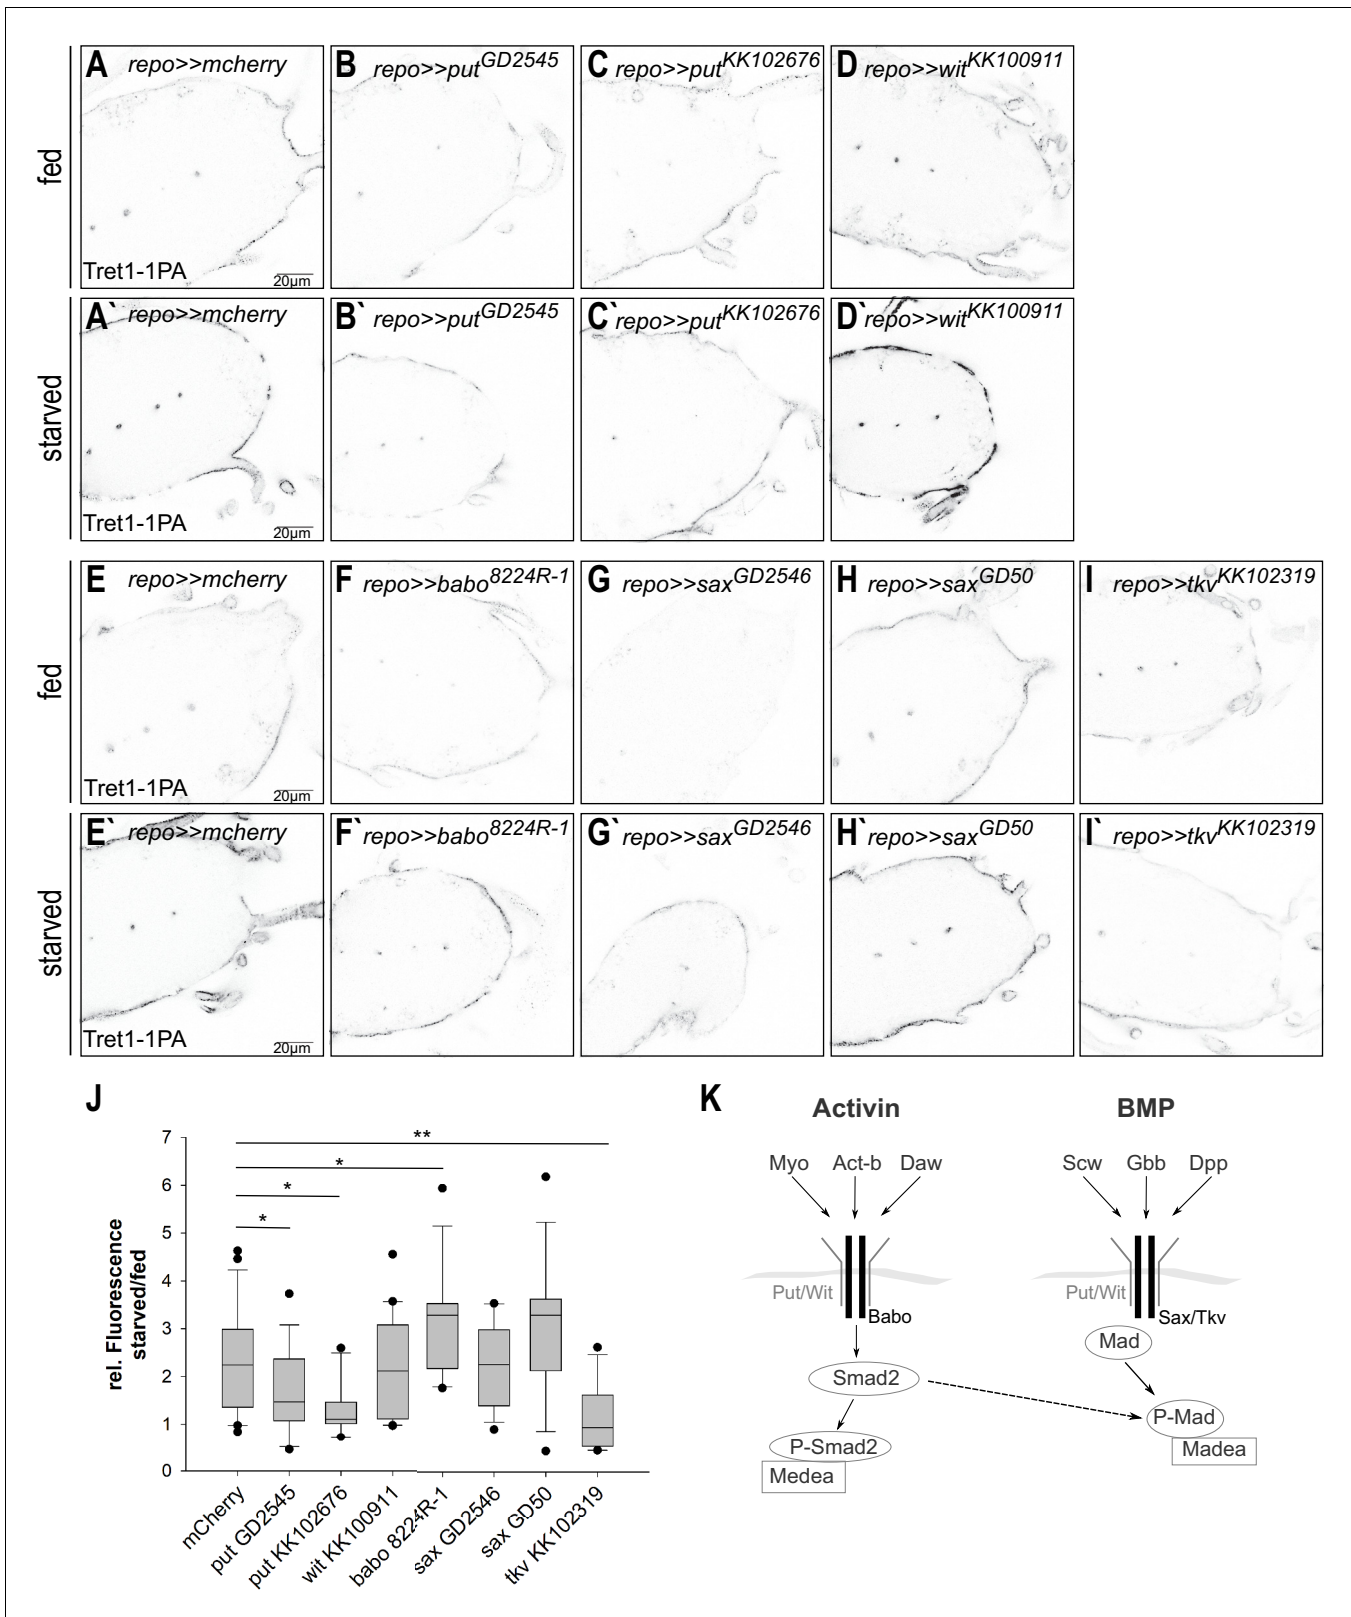 A repo>>mcherry
B repo>>put^GD2545
C repo>>put^KK102676
D repo>>wit^KK100911
fed
Tret1-1PA
20µm
A` repo>>mcherry
B` repo>>put^GD2545
C` repo>>put^KK102676
D` repo>>wit^KK100911
starved
Tret1-1PA
20µm
E repo>>mcherry
F repo>>babo^8224R-1
G repo>>sax^GD2546
H repo>>sax^GD50
I repo>>tkv^KK102319
fed
Tret1-1PA
20µm
E` repo>>mcherry
F` repo>>babo^8224R-1
G` repo>>sax^GD2546
H` repo>>sax^GD50
I` repo>>tkv^KK102319
starved
Tret1-1PA
20µm
J
rel. Fluorescence
starved/fed
7
6
5
4
3
2
1
0
**
*
*
*
mCherry
put GD2545
put KK102676
wit KK100911
babo 8224R-1
sax GD2546
sax GD50
tkv KK102319
K
Activin
BMP
Myo Act-b Daw
Scw Gbb Dpp
Put/Wit
Babo
Put/Wit
Sax/Tkv
Mad
Smad2
P-Mad
Madea
P-Smad2
Medea